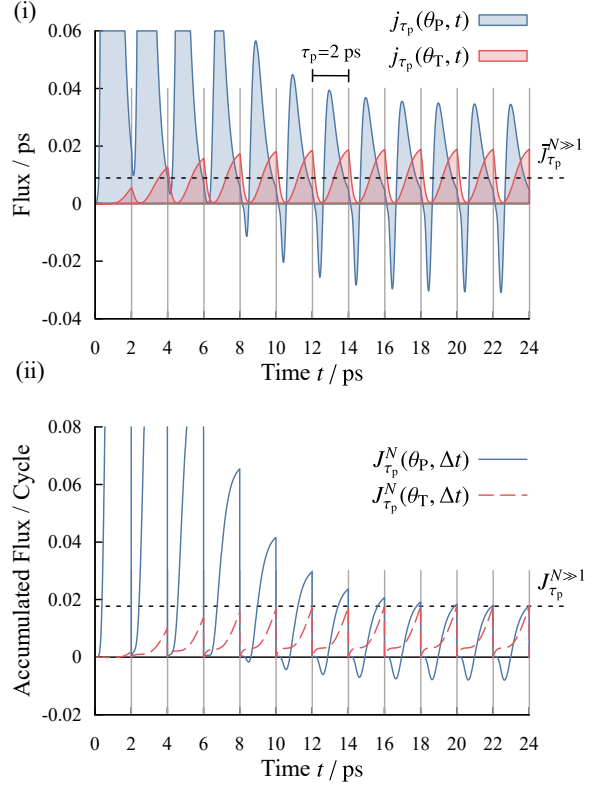 (i)
0.06
0.04
0.02
0
-0.02
-0.04
Flux / ps
j_{τ_p}(θ_P, t)
j_{τ_p}(θ_T, t)
τ_p=2 ps
j̄_{τ_p}^{N≫1}
0 2 4 6 8 10 12 14 16 18 20 22 24
Time t / ps
(ii)
0.08
0.06
0.04
0.02
0
-0.02
Accumulated Flux / Cycle
J_{τ_p}^{N}(θ_P, Δt)
J_{τ_p}^{N}(θ_T, Δt)
J_{τ_p}^{N≫1}
0 2 4 6 8 10 12 14 16 18 20 22 24
Time t / ps